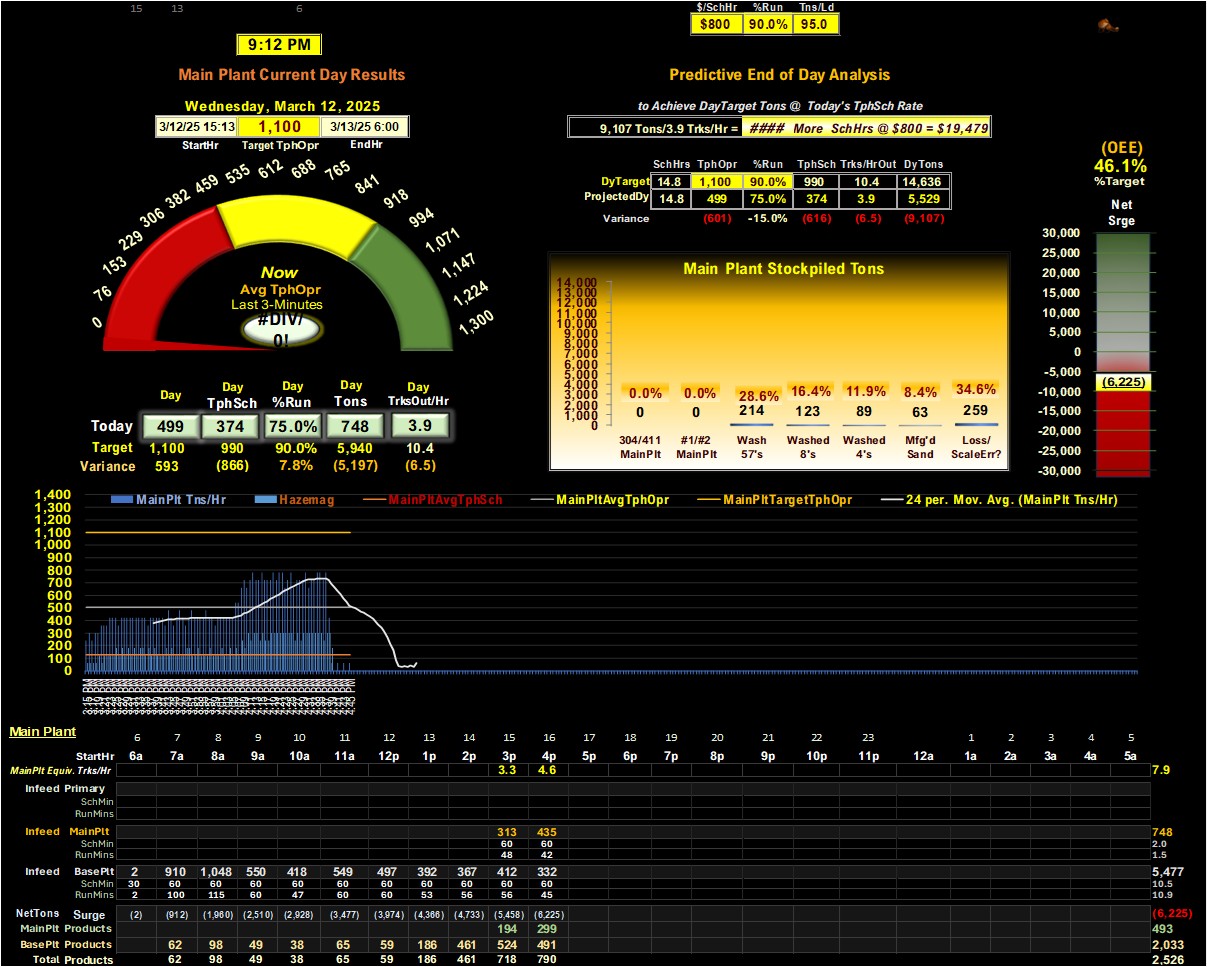 15 13 6
$/SchHr %Run Tns/Ld
$800 90.0% 95.0
9:12 PM
Main Plant Current Day Results
Predictive End of Day Analysis
Wednesday, March 12, 2025
to Achieve DayTarget Tons @ Today's TphSch Rate
3/12/25 15:13 1,100 3/13/25 6:00
StartHr Target TphOpr EndHr
9,107 Tons/3.9 Trks/Hr = #### More SchHrs @ $800 = $19,479
(OEE)
46.1%
%Target
SchHrs TphOpr %Run TphSch Trks/HrOut DyTons
DyTarget 14.8 1,100 90.0% 990 10.4 14,636
ProjectedDy 14.8 499 75.0% 374 3.9 5,529
Variance (601) -15.0% (616) (6.5) (9,107)
Net
Srge
30,000
25,000
20,000
15,000
10,000
5,000
0
-5,000
(6,225)
-10,000
-15,000
-20,000
-25,000
-30,000
0 76 153 229 306 382 459 535 612 688 765 841 918 994 1,071 1,147 1,224 1,300
Now
Avg TphOpr
Last 3-Minutes
#DIV/
0!
Main Plant Stockpiled Tons
14,000
13,000
12,000
11,000
10,000
9,000
8,000
7,000
6,000
5,000
4,000
3,000
2,000
1,000
0
0.0% 0.0% 28.6% 16.4% 11.9% 8.4% 34.6%
0 0 214 123 89 63 259
304/411 #1/#2 Wash Washed Washed Mfg'd Loss/
MainPlt MainPlt 57's 8's 4's Sand ScaleErr?
Day Day Day Day Day
TphSch %Run Tons TrksOut/Hr
Today 499 374 75.0% 748 3.9
Target 1,100 990 90.0% 5,940 10.4
Variance 593 (866) 7.8% (5,197) (6.5)
MainPlt Tns/Hr Hazemag MainPltAvgTphSch MainPltAvgTphOpr MainPltTargetTphOpr 24 per. Mov. Avg. (MainPlt Tns/Hr)
1,400
1,300
1,200
1,100
1,000
900
800
700
600
500
400
300
200
100
0
Main Plant
6 7 8 9 10 11 12 13 14 15 16 17 18 19 20 21 22 23 1 2 3 4 5
StartHr 6a 7a 8a 9a 10a 11a 12p 1p 2p 3p 4p 5p 6p 7p 8p 9p 10p 11p 12a 1a 2a 3a 4a 5a
MainPlt Equiv. Trks/Hr 3.3 4.6 7.9
Infeed Primary
SchMin
RunMins
Infeed MainPlt 313 435 748
SchMin 60 60 2.0
RunMins 48 42 1.5
Infeed BasePlt 2 910 1,048 550 418 549 497 392 367 412 332 5,477
SchMin 30 60 60 60 60 60 60 60 60 60 60 10.5
RunMins 2 100 115 60 47 60 60 53 56 56 45 10.9
NetTons Surge (2) (912) (1,960) (2,510) (2,928) (3,477) (3,974) (4,366) (4,733) (5,458) (6,225) (6,225)
MainPlt Products 194 299 493
BasePlt Products 62 98 49 38 65 59 186 461 524 491 2,033
Total Products 62 98 49 38 65 59 186 461 718 790 2,526